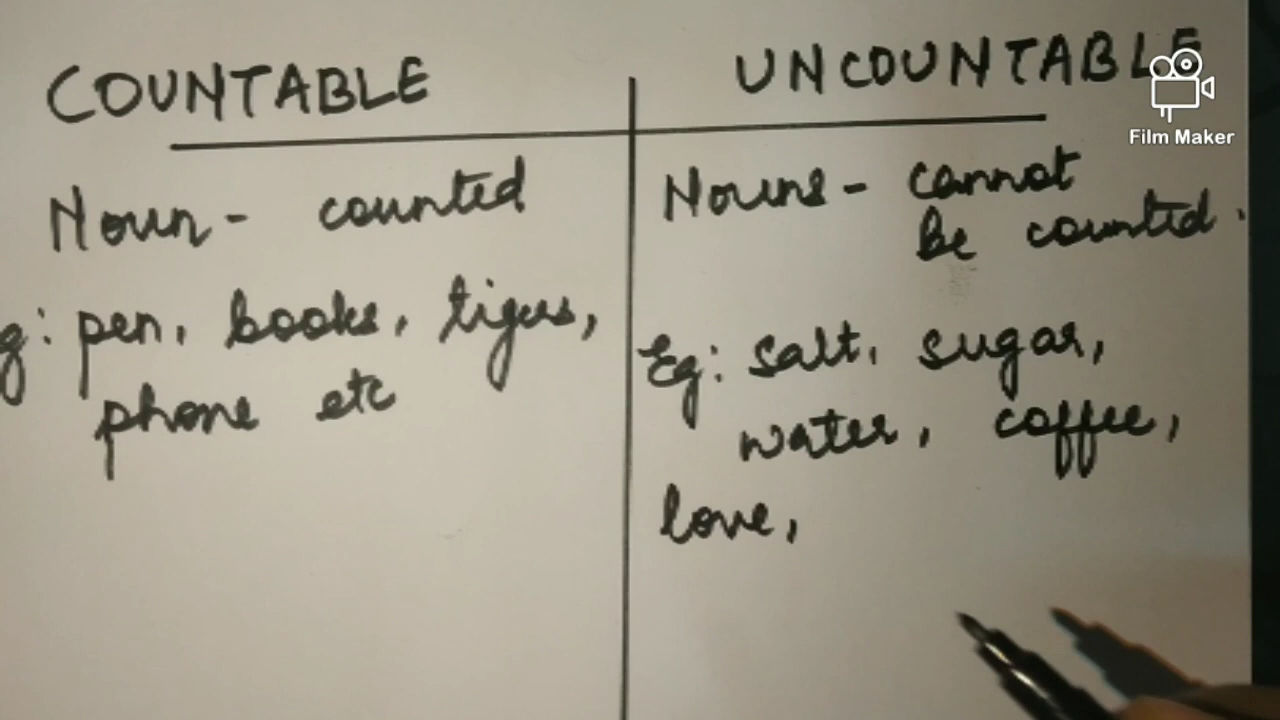 COUNTABLE
Noun - counted
g: pen, books, tigers,
phone etc
UNCOUNTABLE
Nouns - cannot
be counted.
Eg: salt, sugar,
water, coffee,
love,
Film Maker